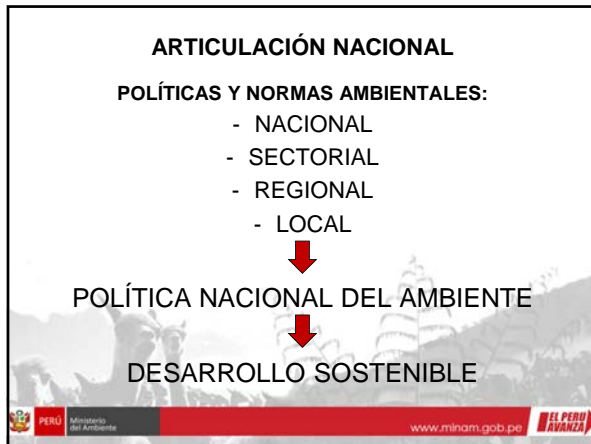 ARTICULACIÓN NACIONAL
POLÍTICAS Y NORMAS AMBIENTALES:
- NACIONAL
- SECTORIAL
- REGIONAL
- LOCAL
POLÍTICA NACIONAL DEL AMBIENTE
DESARROLLO SOSTENIBLE
PERÚ
Ministerio
del Ambiente
www.minam.gob.pe
EL PERU
AVANZA